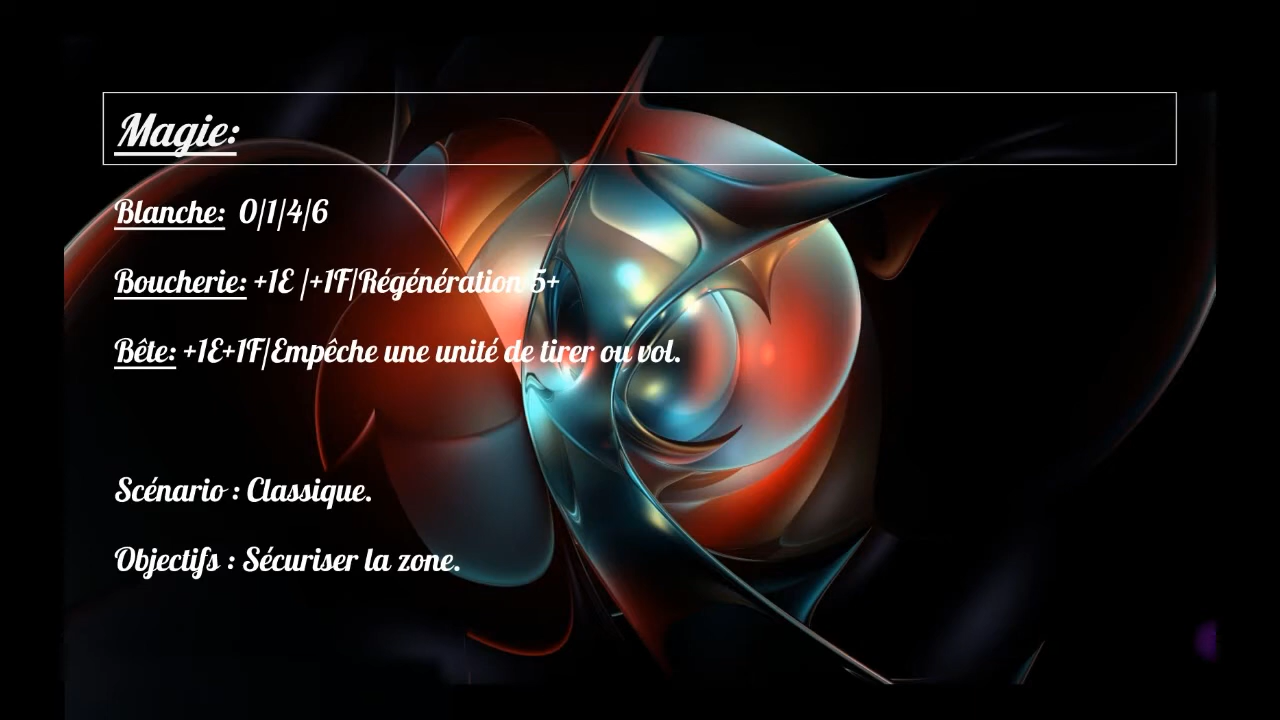 Magie:
Blanche: 0/1/4/6
Boucherie: +1E /+1F/Régénération 5+
Bête: +1E+1F/Empêche une unité de tirer ou vol.
Scénario : Classique.
Objectifs : Sécuriser la zone.